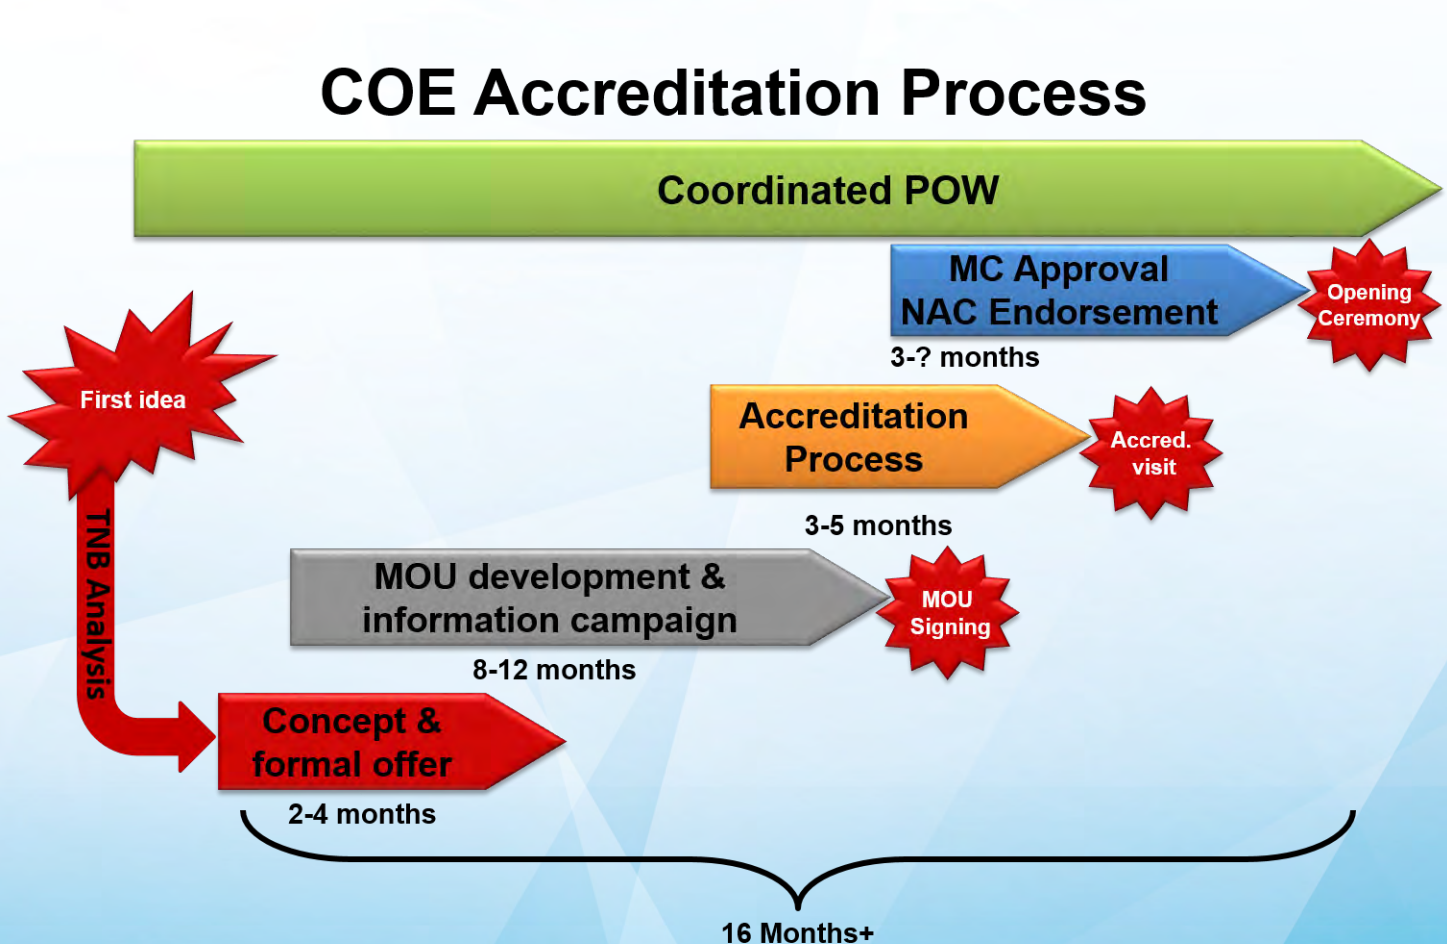 COE Accreditation Process
Coordinated POW
MC Approval
NAC Endorsement
Opening
Ceremony
3-? months
First idea
Accreditation
Process
Accred.
visit
3-5 months
TNB Analysis
MOU development &
information campaign
MOU
Signing
8-12 months
Concept &
formal offer
2-4 months
16 Months+